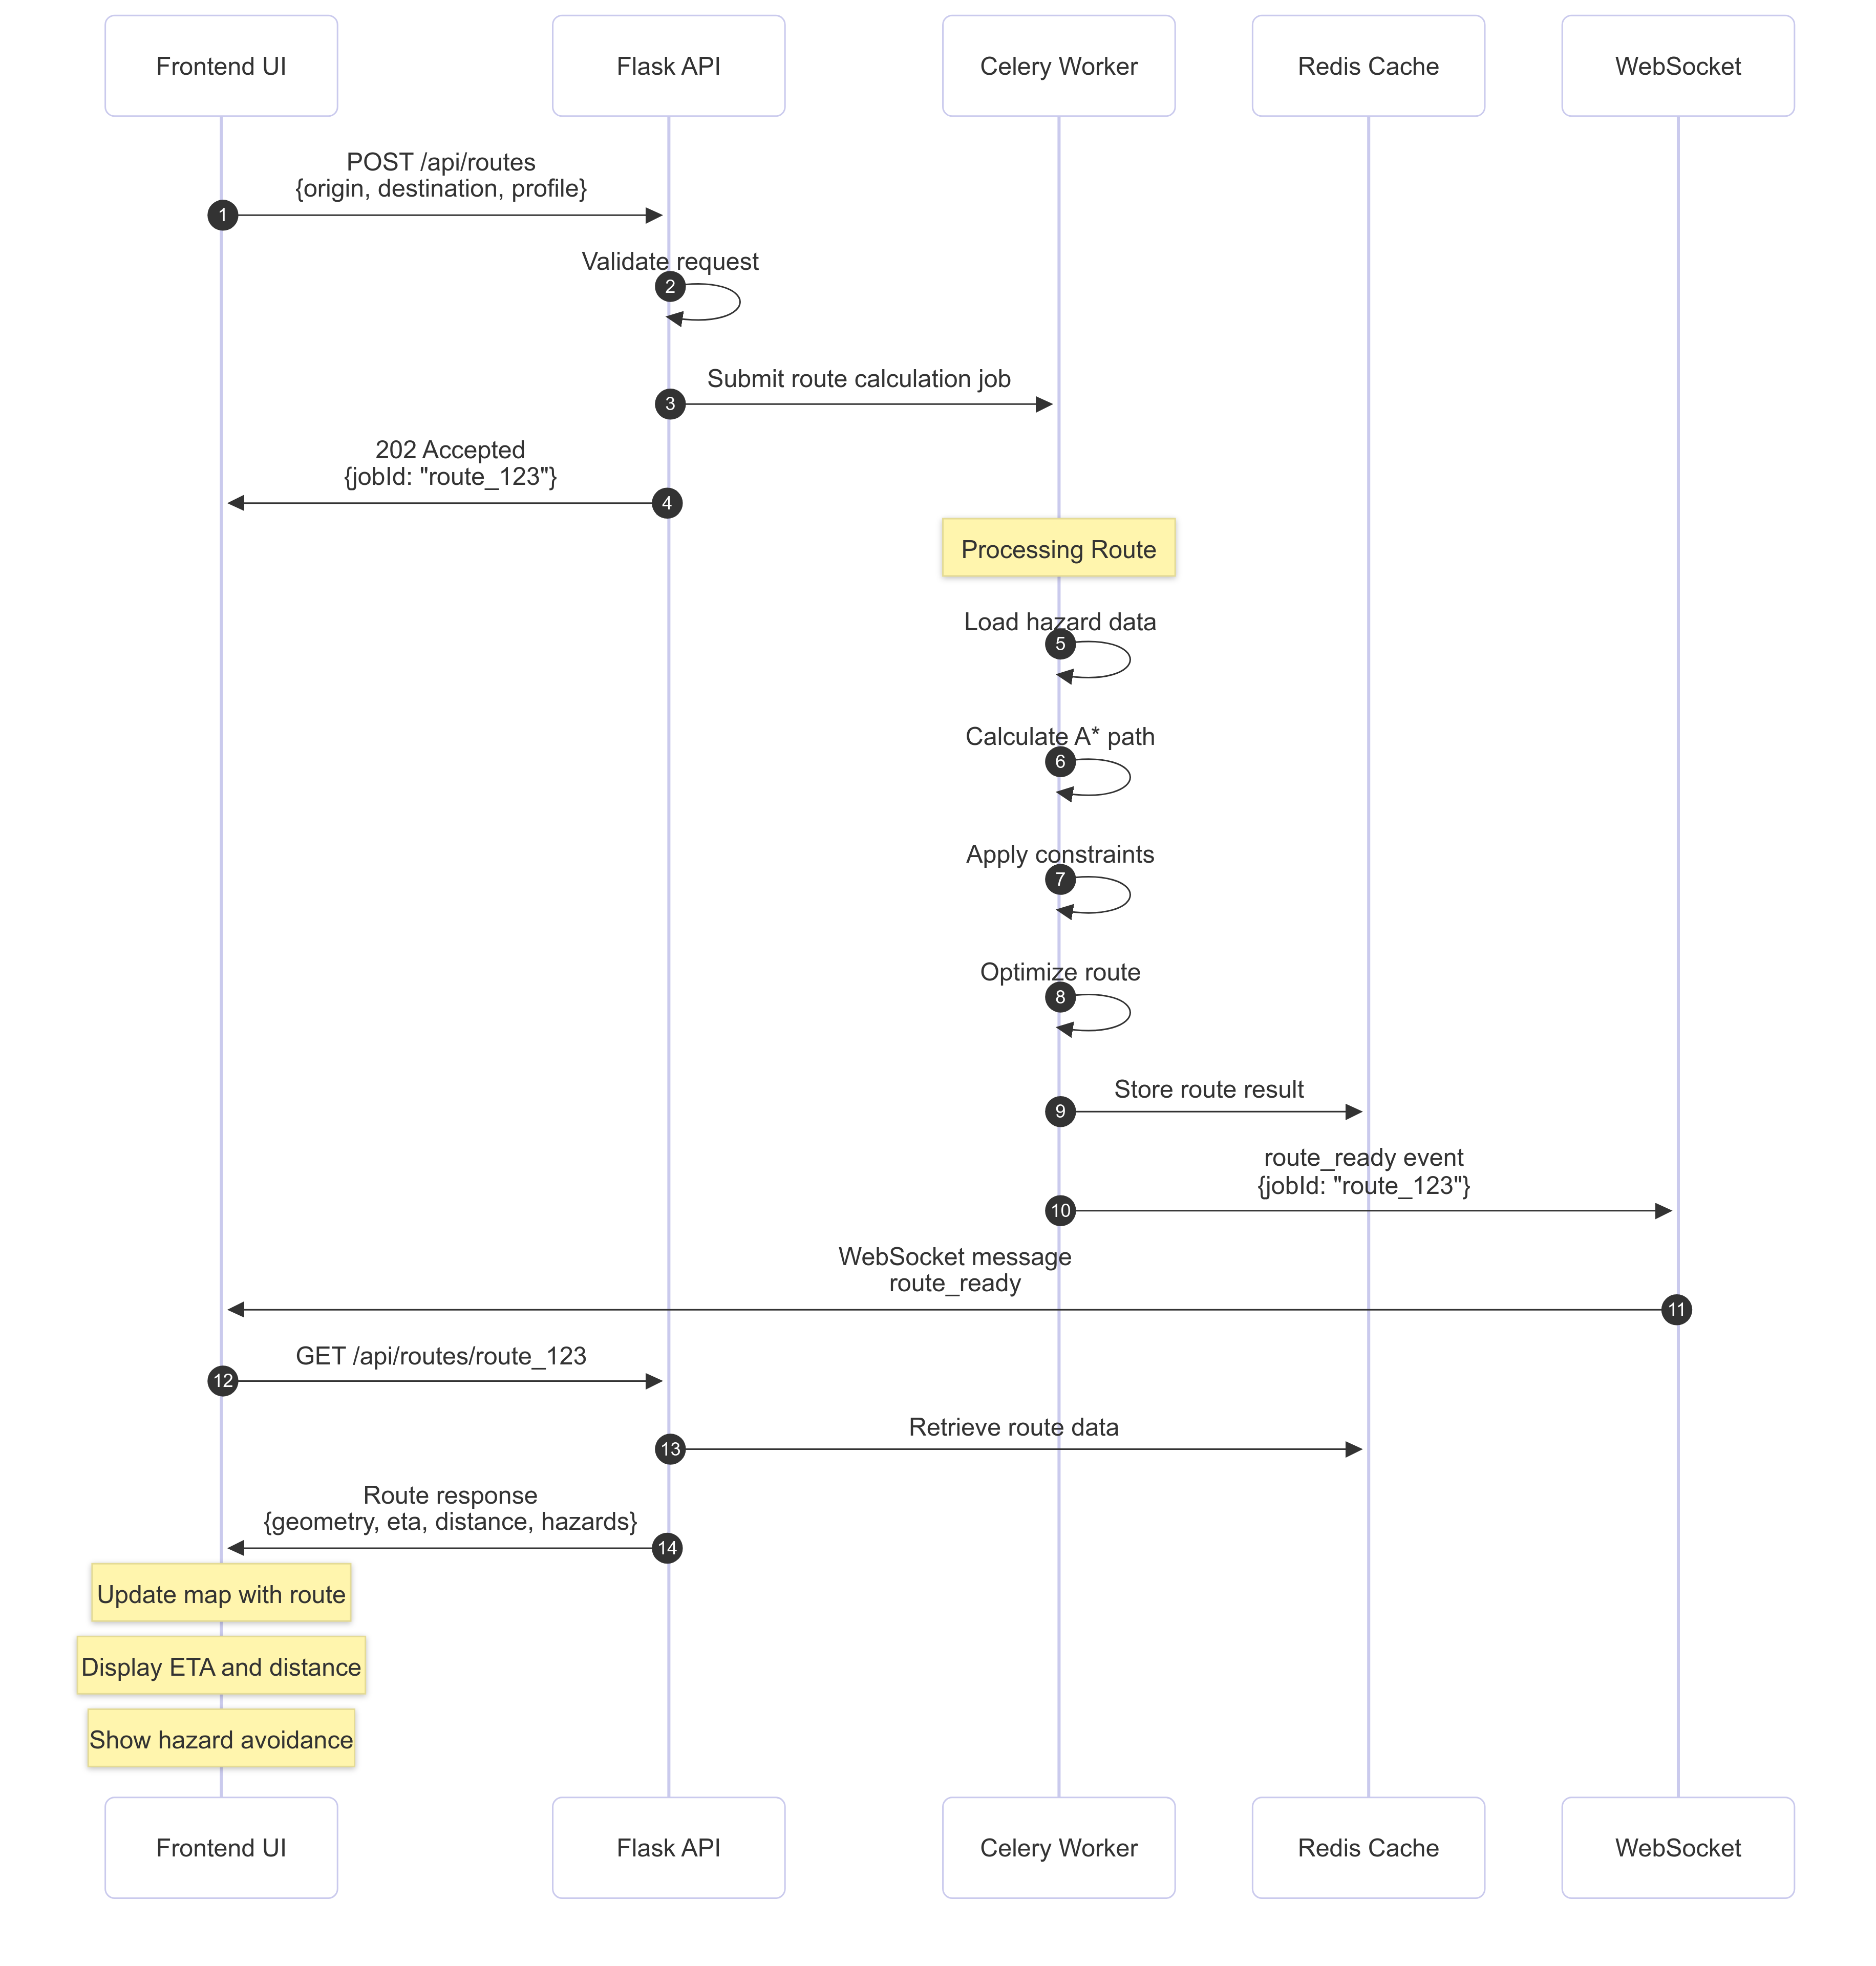 Frontend UI
Flask API
Celery Worker
Redis Cache
WebSocket
POST /api/routes
{origin, destination, profile}
1
Validate request
2
Submit route calculation job
3
202 Accepted
{jobId: "route_123"}
4
Processing Route
Load hazard data
5
Calculate A* path
6
Apply constraints
7
Optimize route
8
Store route result
9
route_ready event
{jobId: "route_123"}
10
WebSocket message
route_ready
11
GET /api/routes/route_123
12
Retrieve route data
13
Route response
{geometry, eta, distance, hazards}
14
Update map with route
Display ETA and distance
Show hazard avoidance
Frontend UI
Flask API
Celery Worker
Redis Cache
WebSocket